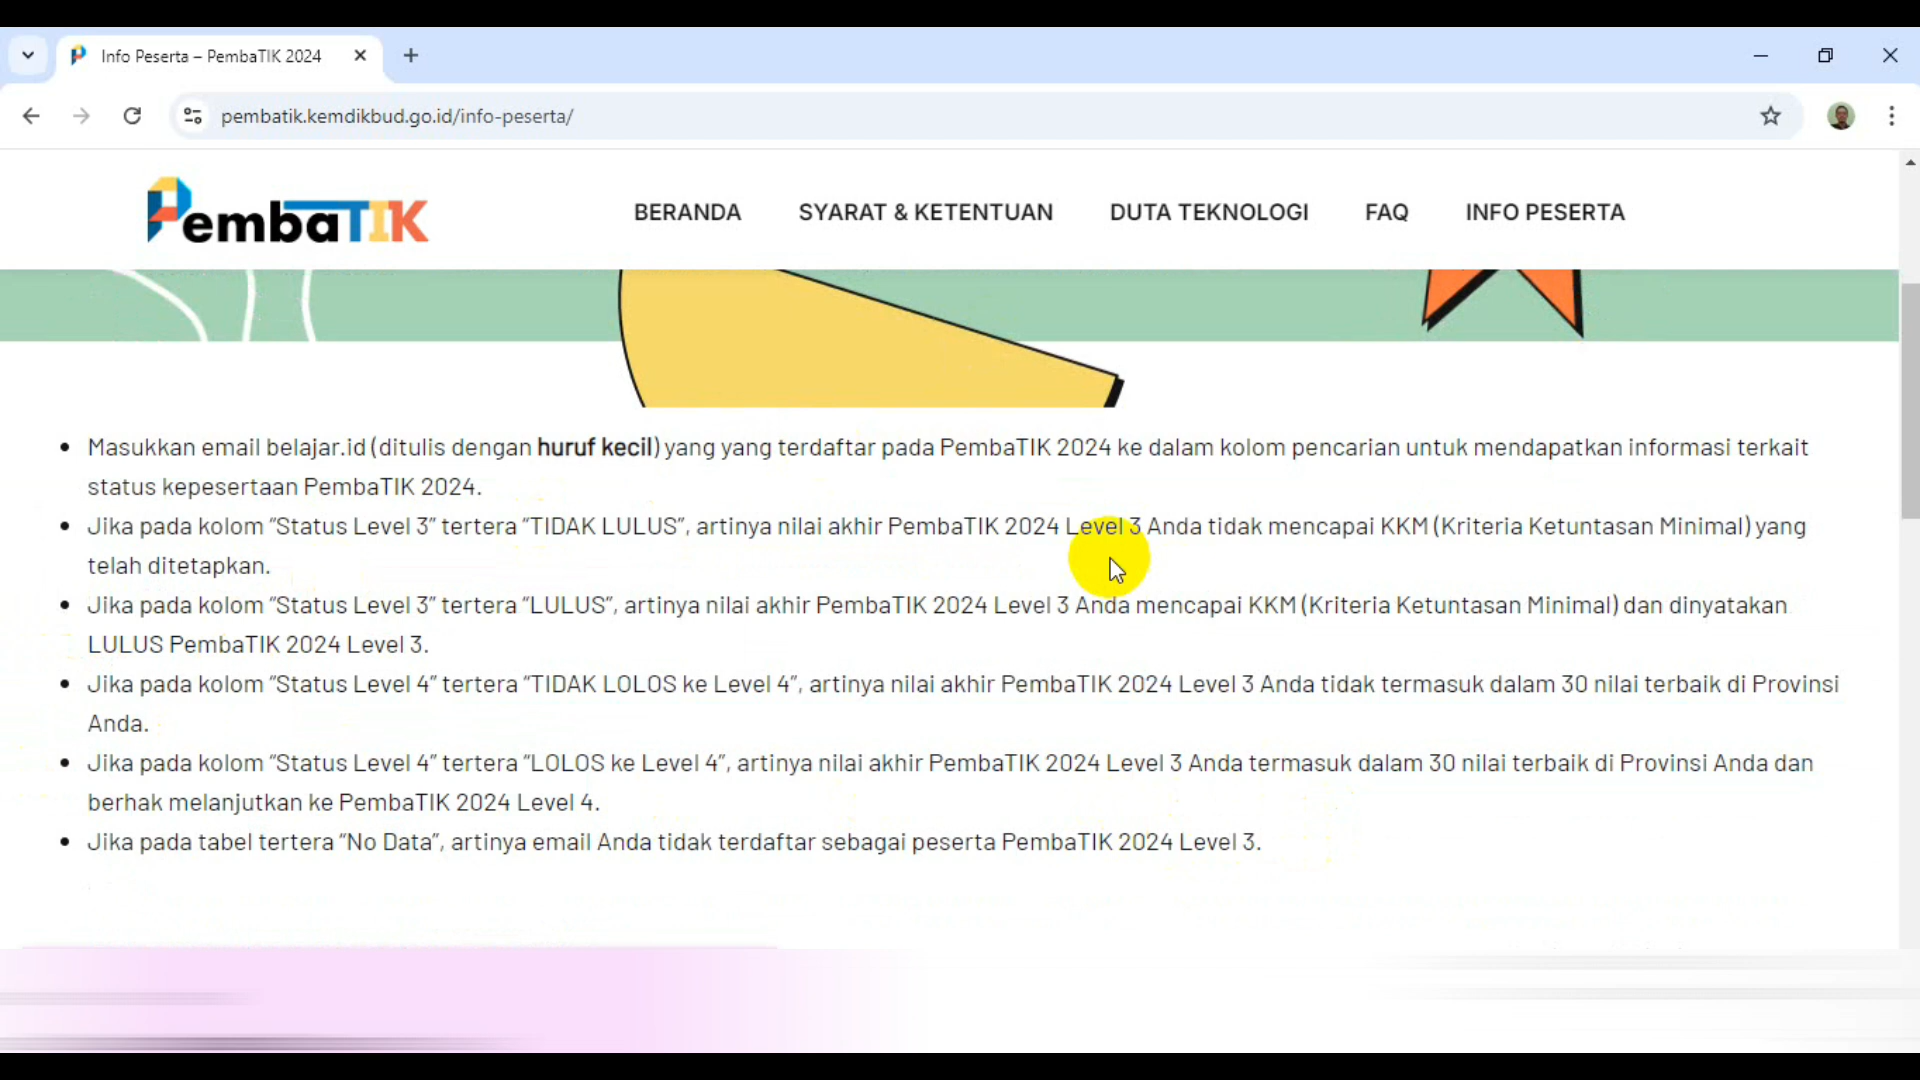 Info Peserta – PembaTIK 2024
pembatik.kemdikbud.go.id/info-peserta/
PembaTIK
BERANDA
SYARAT & KETENTUAN
DUTA TEKNOLOGI
FAQ
INFO PESERTA
• Masukkan email belajar.id (ditulis dengan huruf kecil) yang yang terdaftar pada PembaTIK 2024 ke dalam kolom pencarian untuk mendapatkan informasi terkait
status kepesertaan PembaTIK 2024.
• Jika pada kolom “Status Level 3” tertera “TIDAK LULUS”, artinya nilai akhir PembaTIK 2024 Level 3 Anda tidak mencapai KKM (Kriteria Ketuntasan Minimal) yang
telah ditetapkan.
• Jika pada kolom “Status Level 3” tertera “LULUS”, artinya nilai akhir PembaTIK 2024 Level 3 Anda mencapai KKM (Kriteria Ketuntasan Minimal) dan dinyatakan
LULUS PembaTIK 2024 Level 3.
• Jika pada kolom “Status Level 4” tertera “TIDAK LOLOS ke Level 4”, artinya nilai akhir PembaTIK 2024 Level 3 Anda tidak termasuk dalam 30 nilai terbaik di Provinsi
Anda.
• Jika pada kolom “Status Level 4” tertera “LOLOS ke Level 4”, artinya nilai akhir PembaTIK 2024 Level 3 Anda termasuk dalam 30 nilai terbaik di Provinsi Anda dan
berhak melanjutkan ke PembaTIK 2024 Level 4.
• Jika pada tabel tertera “No Data”, artinya email Anda tidak terdaftar sebagai peserta PembaTIK 2024 Level 3.